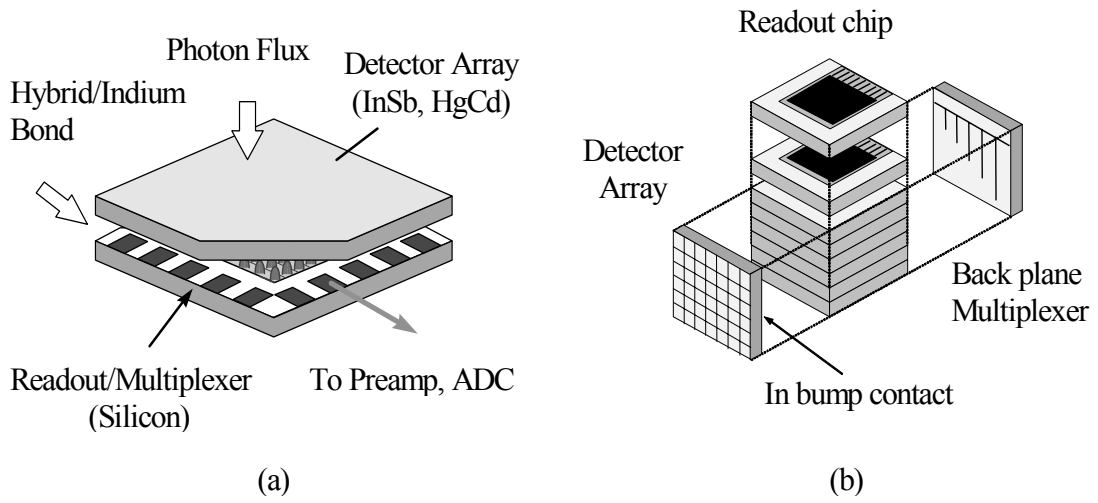 Photon Flux
Detector Array
(InSb, HgCd)
Hybrid/Indium
Bond
Readout/Multiplexer
(Silicon)
To Preamp, ADC
(a)
Readout chip
Detector
Array
Back plane
Multiplexer
In bump contact
(b)